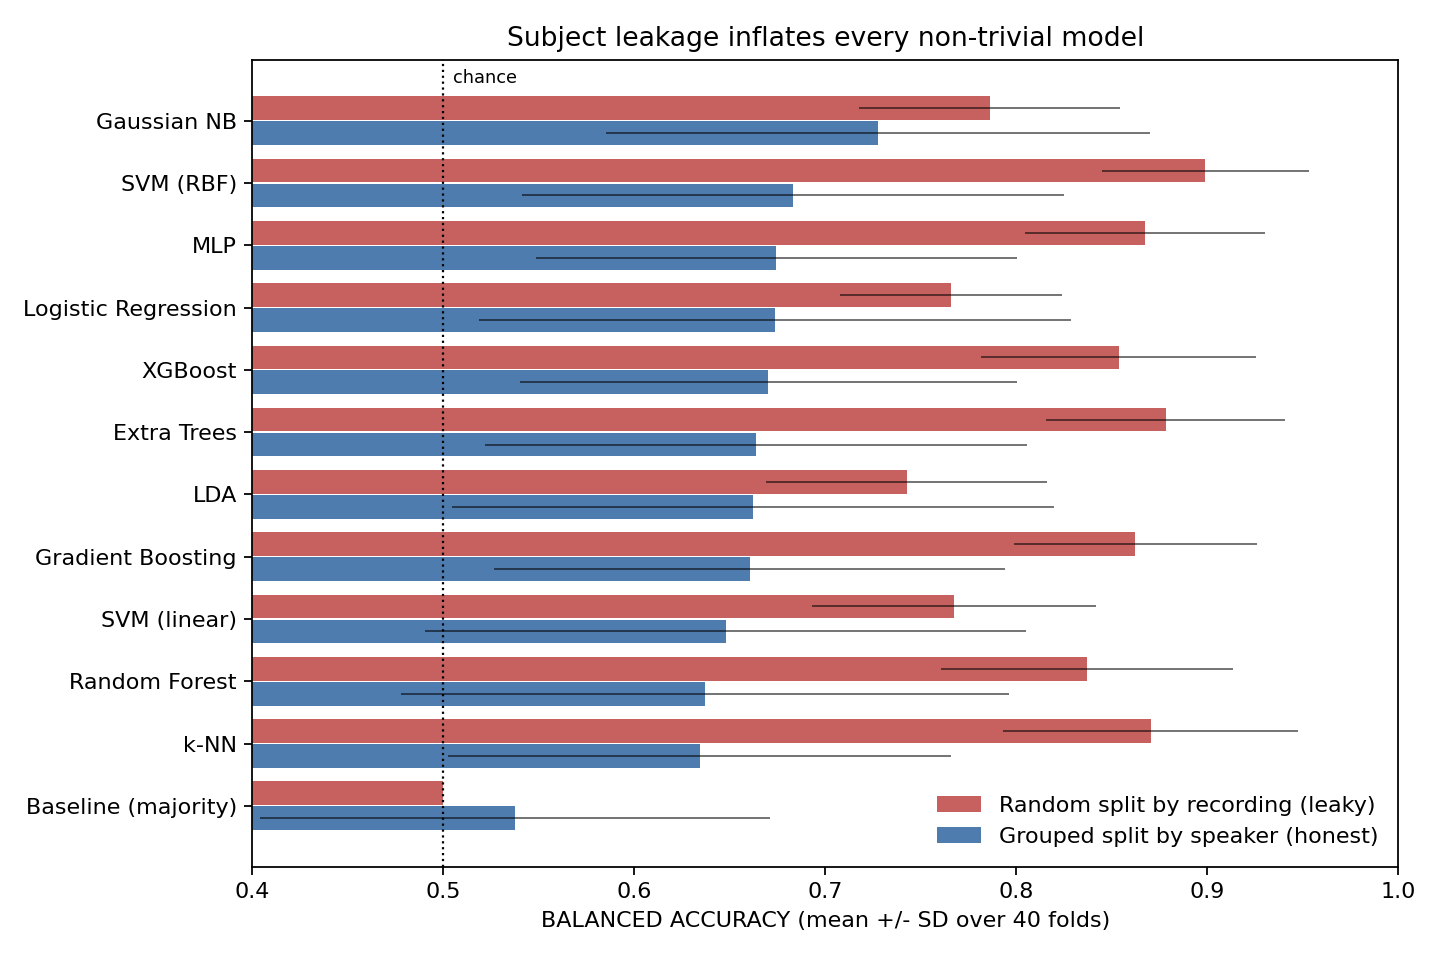 Subject leakage inflates every non-trivial model
chance
Gaussian NB
SVM (RBF)
MLP
Logistic Regression
XGBoost
Extra Trees
LDA
Gradient Boosting
SVM (linear)
Random Forest
k-NN
Baseline (majority)
Random split by recording (leaky)
Grouped split by speaker (honest)
0.4 0.5 0.6 0.7 0.8 0.9 1.0
BALANCED ACCURACY (mean +/- SD over 40 folds)